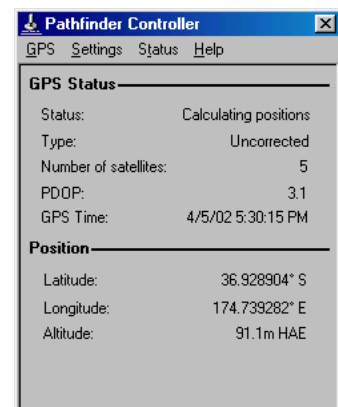 Pathfinder Controller
GPS Settings Status Help
GPS Status
Status: Calculating positions
Type: Uncorrected
Number of satellites: 5
PDOP: 3.1
GPS Time: 4/5/02 5:30:15 PM
Position
Latitude: 36.928904° S
Longitude: 174.739282° E
Altitude: 91.1m HAE